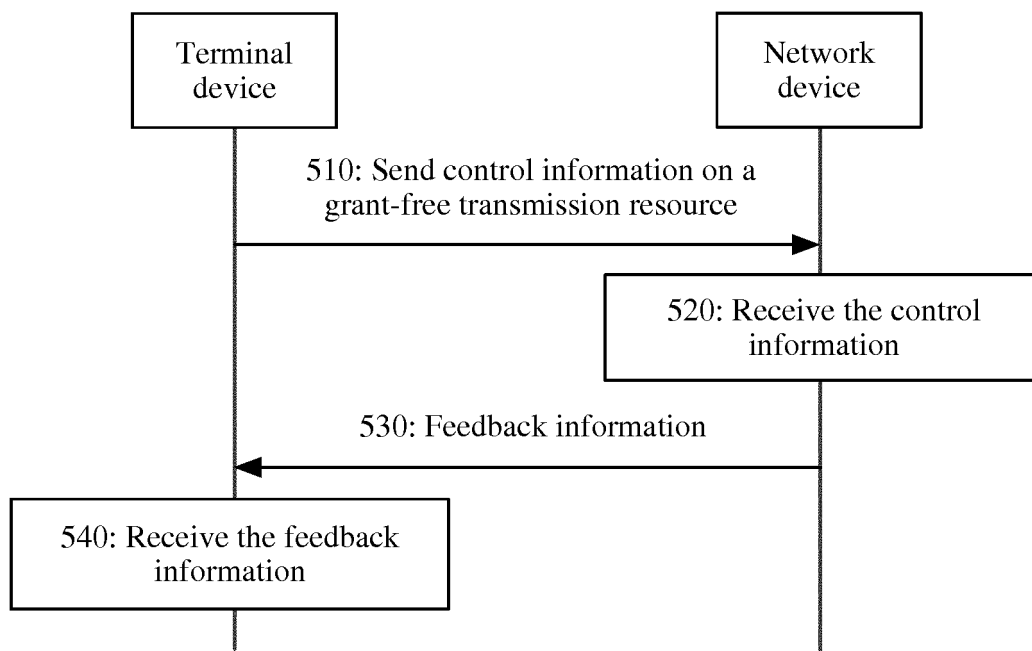 Terminal
device
Network
device
510: Send control information on a
grant-free transmission resource
520: Receive the control
information
530: Feedback information
540: Receive the feedback
information